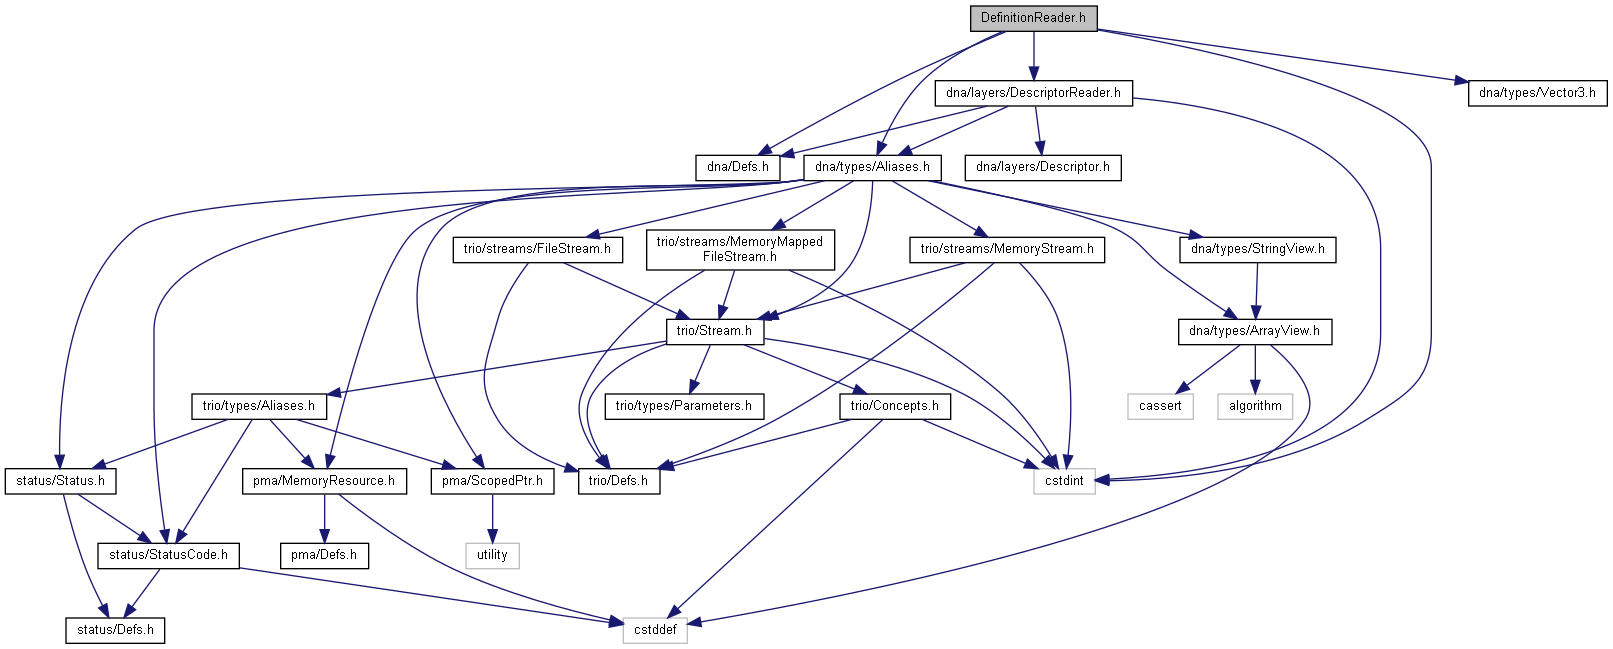 DefinitionReader.h
dna/layers/DescriptorReader.h
dna/types/Vector3.h
dna/Defs.h
dna/types/Aliases.h
dna/layers/Descriptor.h
trio/streams/FileStream.h
trio/streams/MemoryMapped
FileStream.h
trio/streams/MemoryStream.h
dna/types/StringView.h
trio/Stream.h
dna/types/ArrayView.h
trio/types/Aliases.h
trio/types/Parameters.h
trio/Concepts.h
cassert
algorithm
status/Status.h
pma/MemoryResource.h
pma/ScopedPtr.h
trio/Defs.h
cstdint
status/StatusCode.h
pma/Defs.h
utility
status/Defs.h
cstddef